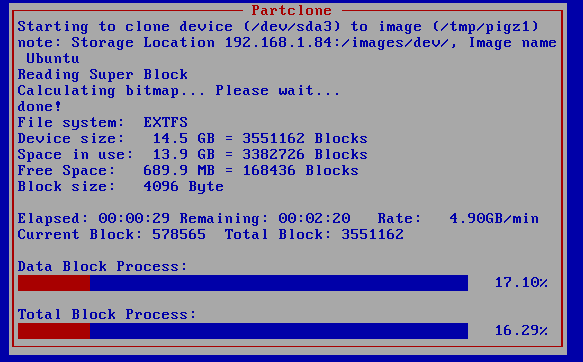 Partclone
Starting to clone device (/dev/sda3) to image (/tmp/pigz1)
note: Storage Location 192.168.1.84:/images/dev/, Image name
Ubuntu
Reading Super Block
Calculating bitmap... Please wait...
done!
File system:  EXTFS
Device size:   14.5 GB = 3551162 Blocks
Space in use:  13.9 GB = 3382726 Blocks
Free Space:   689.9 MB = 168436 Blocks
Block size:   4096 Byte
Elapsed: 00:00:29 Remaining: 00:02:20   Rate:   4.90GB/min
Current Block: 578565  Total Block: 3551162
Data Block Process:
17.10%
Total Block Process:
16.29%